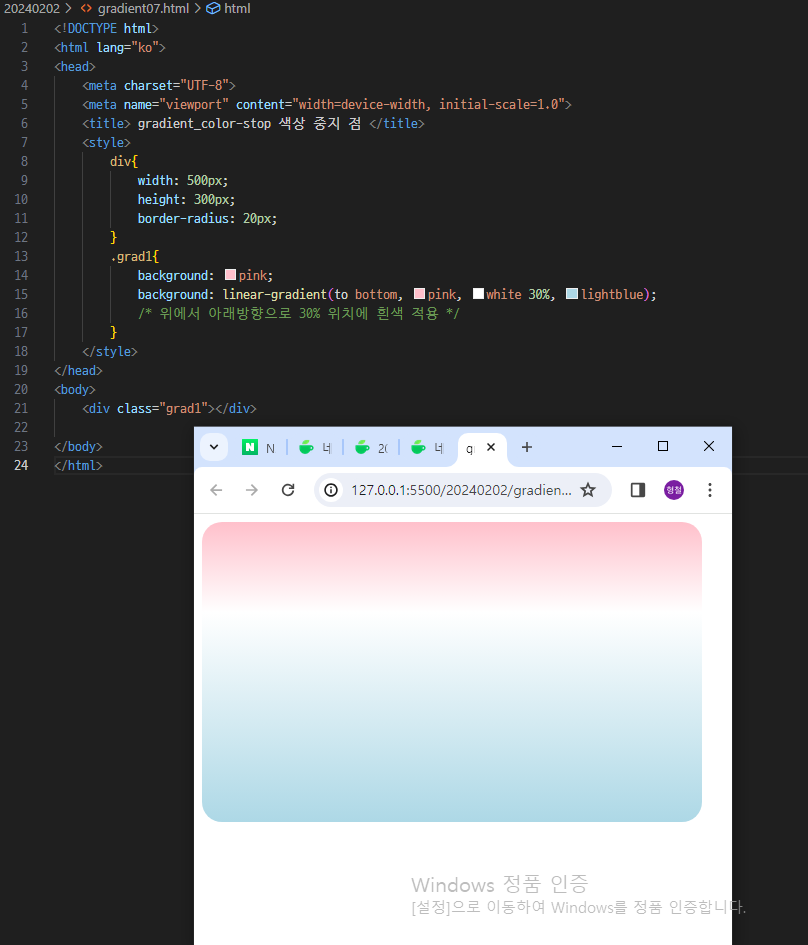 20240202 > <> gradient07.html > html
1 <!DOCTYPE html>
2 <html lang="ko">
3 <head>
4 <meta charset="UTF-8">
5 <meta name="viewport" content="width=device-width, initial-scale=1.0">
6 <title> gradient_color-stop 색상 중지 점 </title>
7 <style>
8 div{
9 width: 500px;
10 height: 300px;
11 border-radius: 20px;
12 }
13 .grad1{
14 background: pink;
15 background: linear-gradient(to bottom, pink, white 30%, lightblue);
16 /* 위에서 아래방향으로 30% 위치에 흰색 적용 */
17 }
18 </style>
19 </head>
20 <body>
21 <div class="grad1"></div>
22
23 </body>
24 </html>
N N 네 20 네
127.0.0.1:5500/20240202/gradien... 형철
Windows 정품 인증
[설정]으로 이동하여 Windows를 정품 인증합니다.